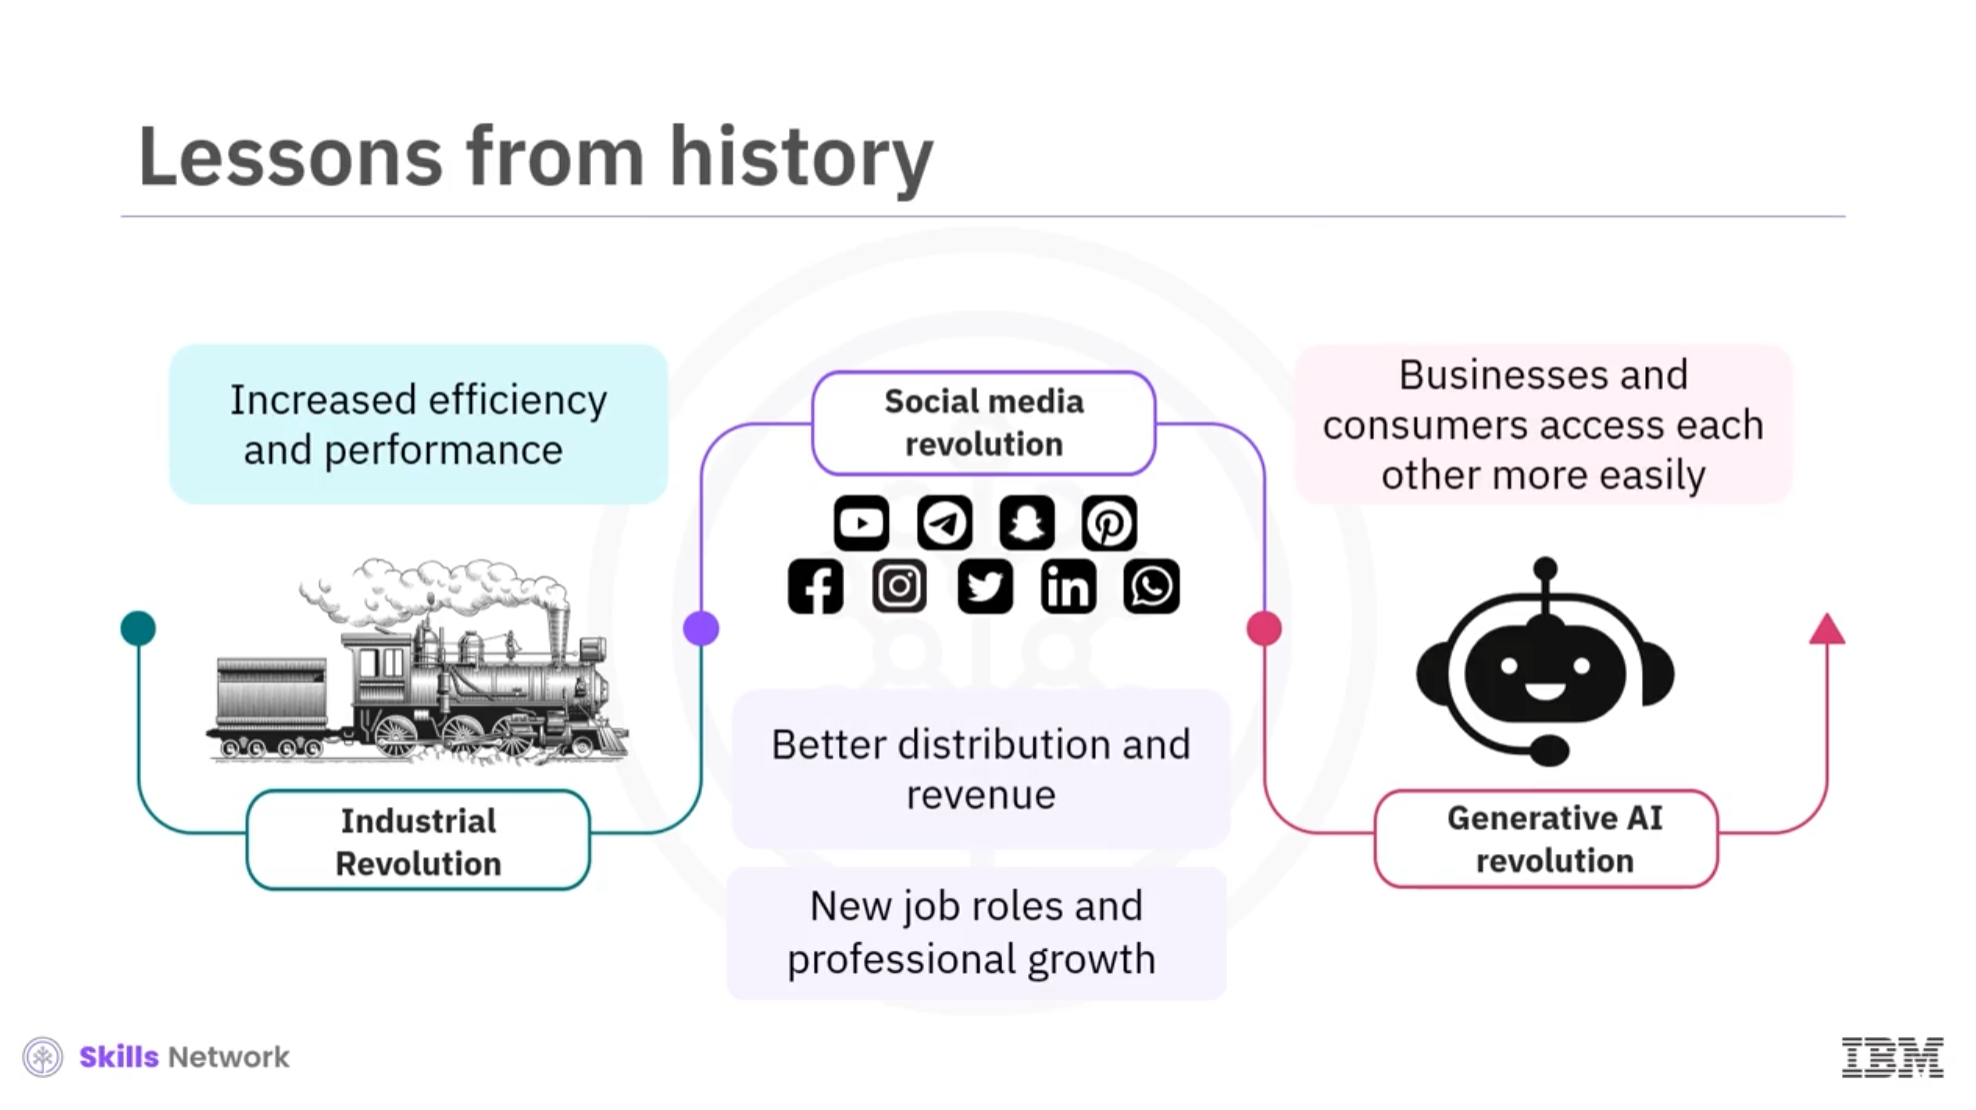 Lessons from history
Increased efficiency
and performance
Industrial
Revolution
Social media
revolution
in
Better distribution and
revenue
New job roles and
professional growth
Businesses and
consumers access each
other more easily
Generative AI
revolution
Skills Network
IBM